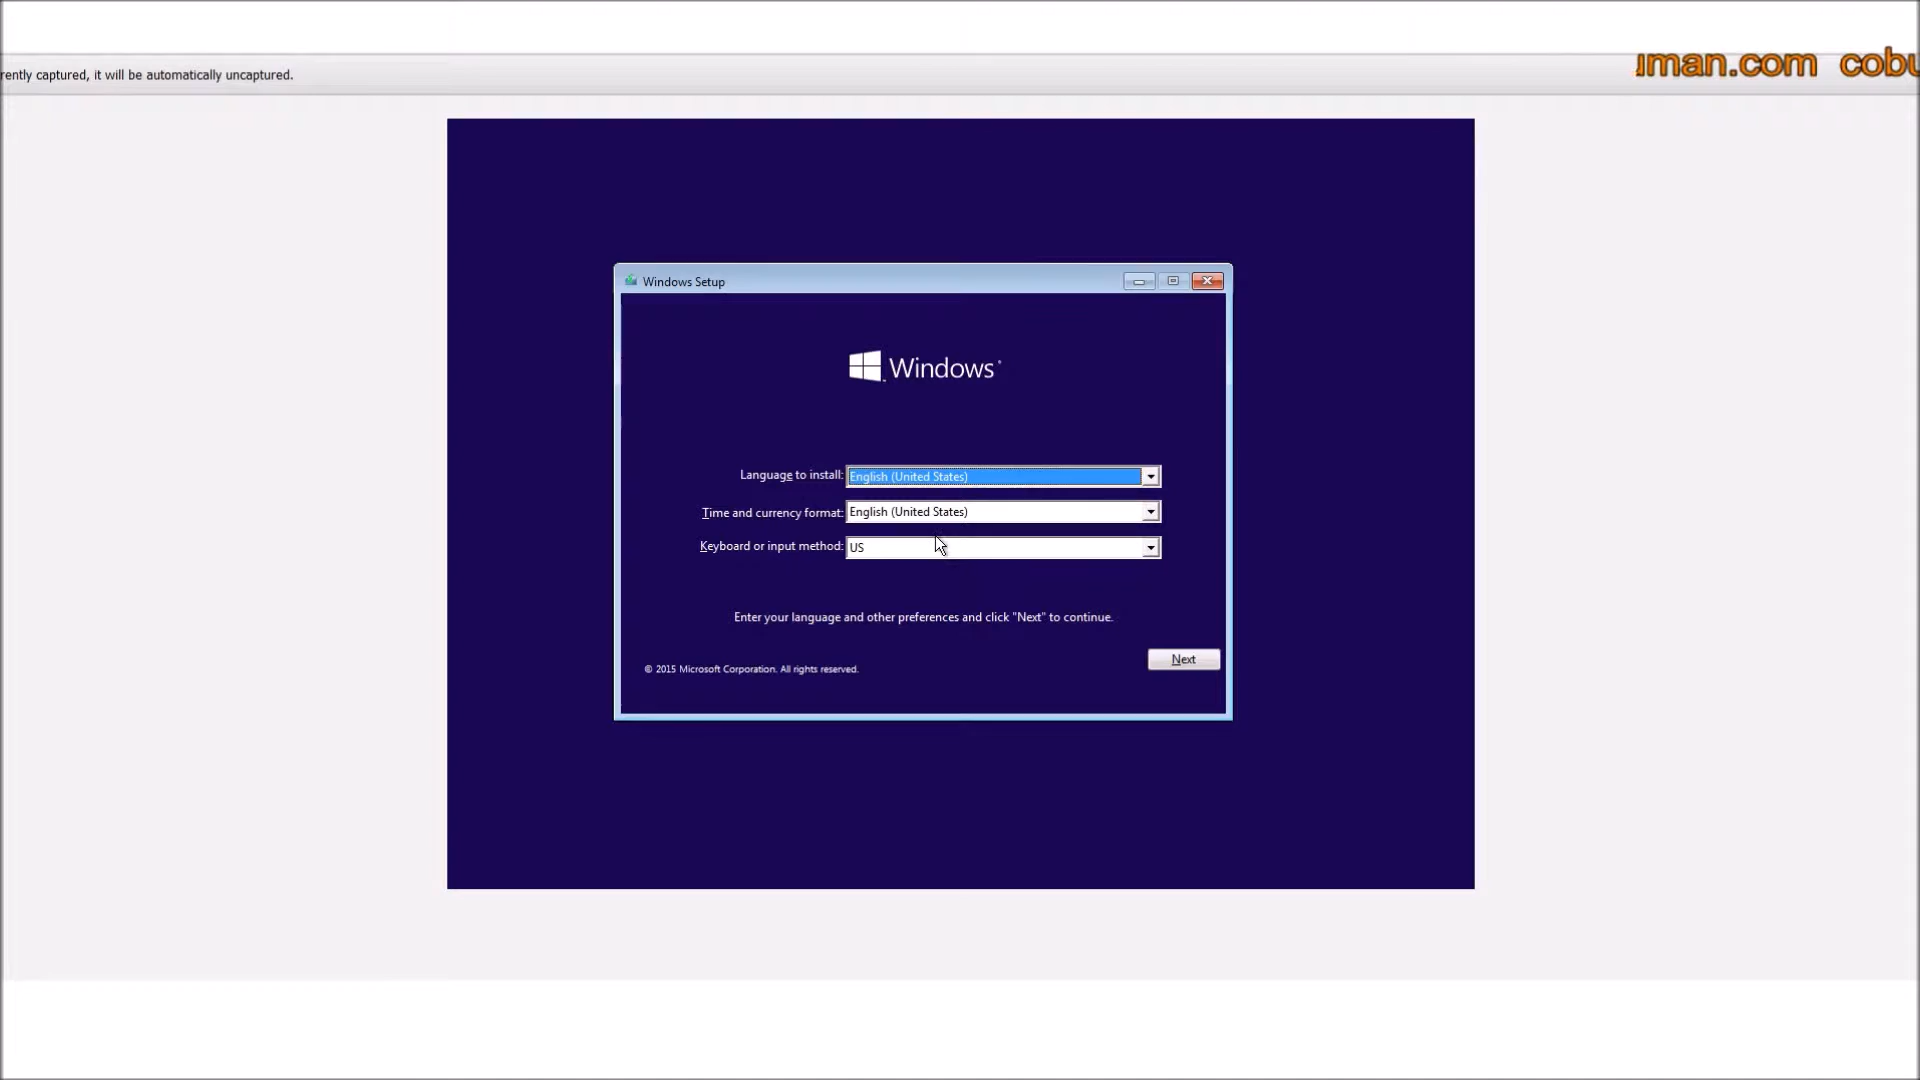 rently captured, it will be automatically uncaptured.
uman.com cobu
Windows Setup
Windows
Language to install: English (United States)
Time and currency format: English (United States)
Keyboard or input method: US
Enter your language and other preferences and click "Next" to continue.
Next
© 2015 Microsoft Corporation. All rights reserved.